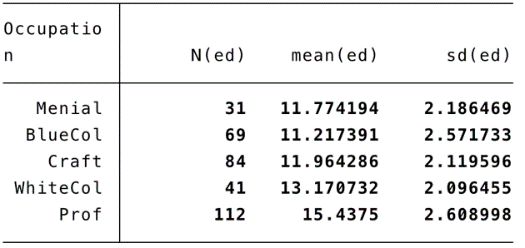 Occupatio
n N(ed) mean(ed) sd(ed)
Menial 31 11.774194 2.186469
BlueCol 69 11.217391 2.571733
Craft 84 11.964286 2.119596
WhiteCol 41 13.170732 2.096455
Prof 112 15.4375 2.608998